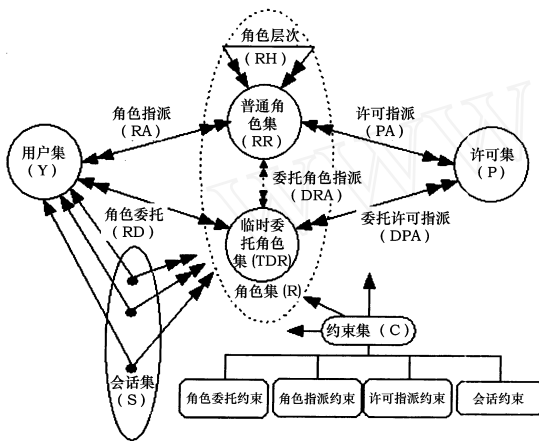 角色层次
(RH)
普通角
色集
(RR)
角色指派
(RA)
许可指派
(PA)
用户集
(Y)
许可集
(P)
委托角色指派
(DRA)
角色委托
(RD)
临时委
托角色
集(TDR)
委托许可指派
(DPA)
角色集(R)
约束集(C)
会话集
(S)
角色委托约束
角色指派约束
许可指派约束
会话约束